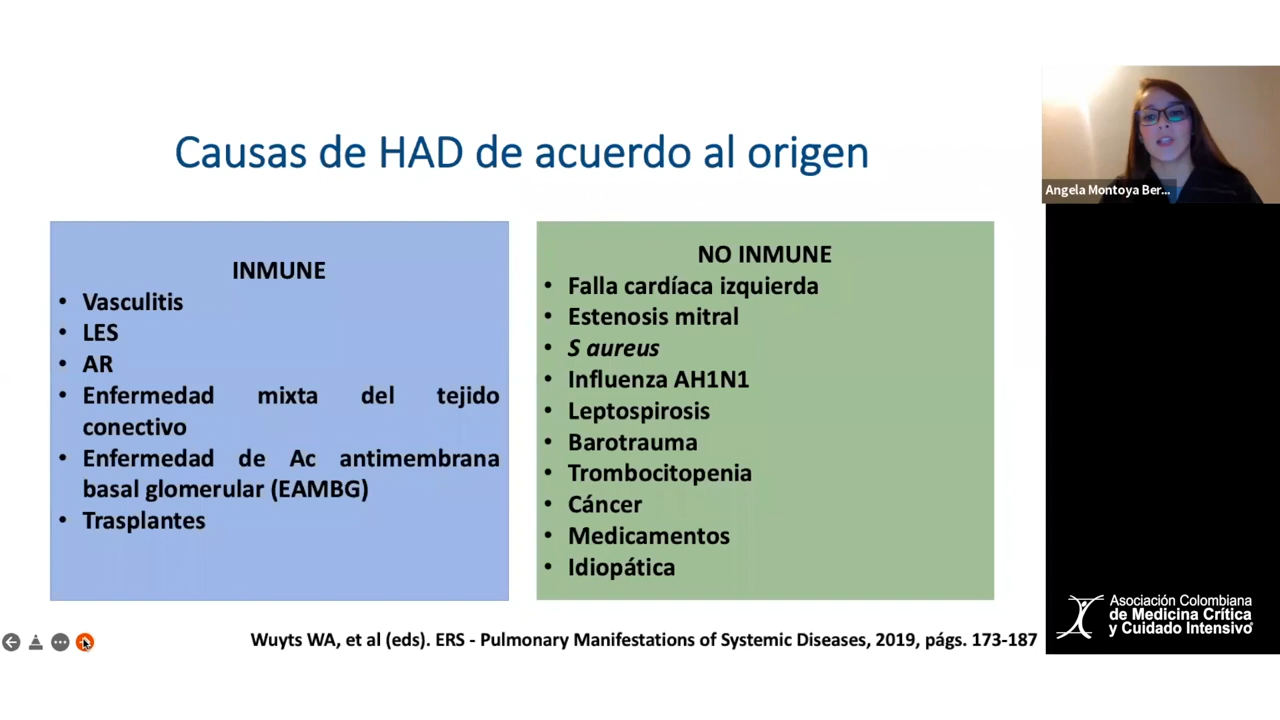 Causas de HAD de acuerdo al origen
INMUNE
• Vasculitis
• LES
• AR
• Enfermedad mixta del tejido
conectivo
• Enfermedad de Ac antimembrana
basal glomerular (EAMBG)
• Trasplantes
NO INMUNE
• Falla cardíaca izquierda
• Estenosis mitral
• S aureus
• Influenza AH1N1
• Leptospirosis
• Barotrauma
• Trombocitopenia
• Cáncer
• Medicamentos
• Idiopática
Wuyts WA, et al (eds). ERS - Pulmonary Manifestations of Systemic Diseases, 2019, págs. 173-187
Angela Montoya Ber...
Asociación Colombiana
de Medicina Crítica
y Cuidado Intensivo